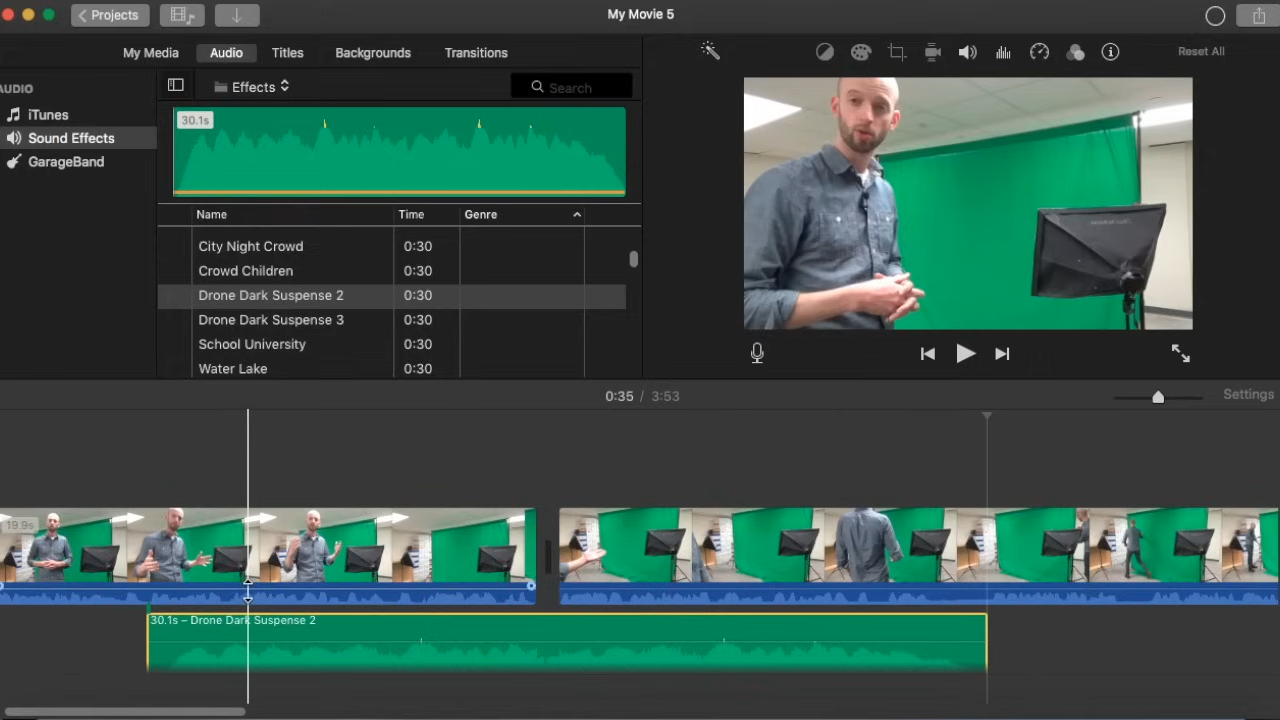 Projects
My Movie 5
My Media Audio Titles Backgrounds Transitions
Reset All
AUDIO
iTunes
Sound Effects
GarageBand
Effects
Search
30.1s
Name Time Genre
City Night Crowd 0:30
Crowd Children 0:30
Drone Dark Suspense 2 0:30
Drone Dark Suspense 3 0:30
School University 0:30
Water Lake 0:30
0:35 / 3:53
Settings
19.9s
30.1s – Drone Dark Suspense 2